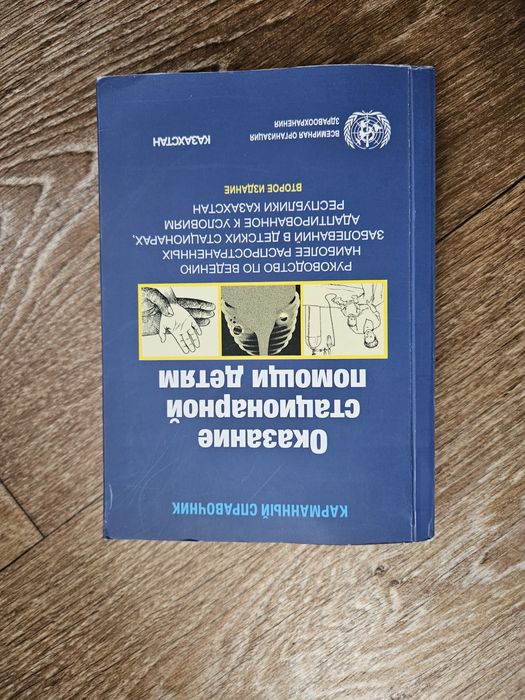 КАРМАННЫЙ СПРАВОЧНИК
Оказание
стационарной
помощи детям
РУКОВОДСТВО ПО ВЕДЕНИЮ
НАИБОЛЕЕ РАСПРОСТРАНЕННЫХ
ЗАБОЛЕВАНИЙ В ДЕТСКИХ СТАЦИОНАРАХ,
АДАПТИРОВАННОЕ К УСЛОВИЯМ
РЕСПУБЛИКИ КАЗАХСТАН
ВТОРОЕ ИЗДАНИЕ
ВСЕМИРНАЯ ОРГАНИЗАЦИЯ
ЗДРАВООХРАНЕНИЯ
КАЗАХСТАН